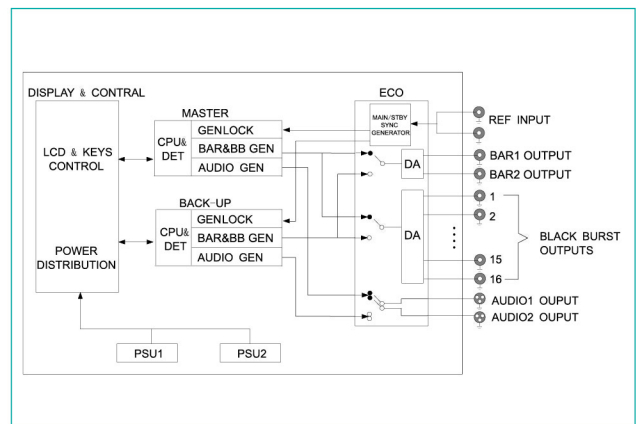 DISPLAY & CONTRAL
ECO
MASTER
MAIN/STBY
SYNC
GENERATOR
REF INPUT
LCD & KEYS
CONTROL
CPU&
DET
GENLOCK
BAR&BB GEN
AUDIO GEN
DA
BAR1 OUTPUT
BAR2 OUTPUT
BACK-UP
CPU&
DET
GENLOCK
BAR&BB GEN
AUDIO GEN
DA
1
2
15
16
BLACK BURST
OUTPUTS
POWER
DISTRIBUTION
AUDIO1 OUPUT
AUDIO2 OUPUT
PSU1
PSU2